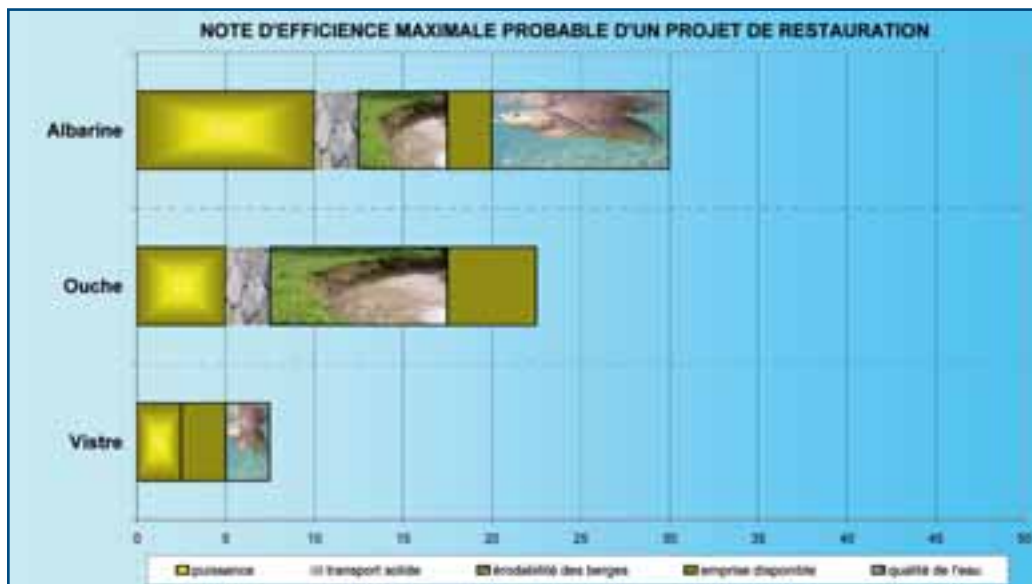 NOTE D'EFFICIENCE MAXIMALE PROBABLE D'UN PROJET DE RESTAURATION
Albarine
Ouche
Vistre
0 5 10 15 20 25 30 35 40 45 50
puissance transport solide érodabilité des berges emprise disponible qualité de l'eau